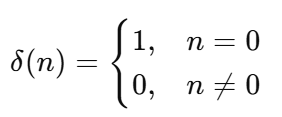 δ(n) = { 1, n = 0
0, n ≠ 0